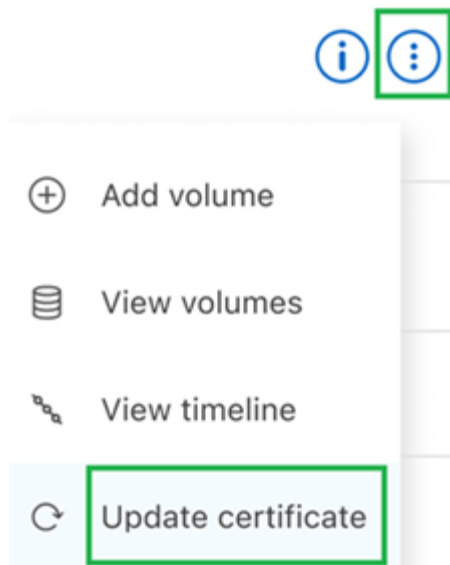 Add volume
View volumes
View timeline
Update certificate